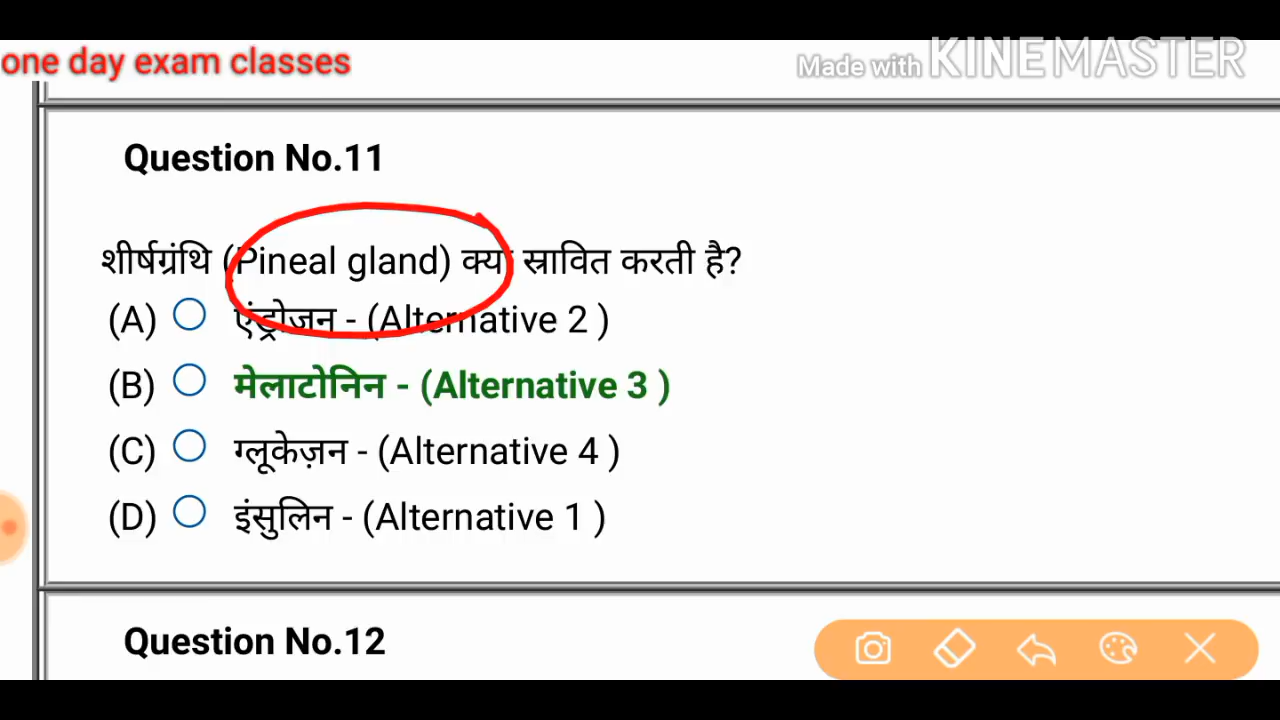 one day exam classes
Made with KINEMASTER
Question No.11
शीर्षग्रंथि (Pineal gland) क्या स्रावित करती है?
(A) एंड्रोजन - (Alternative 2 )
(B) मेलाटोनिन - (Alternative 3 )
(C) ग्लूकेज़न - (Alternative 4 )
(D) इंसुलिन - (Alternative 1 )
Question No.12